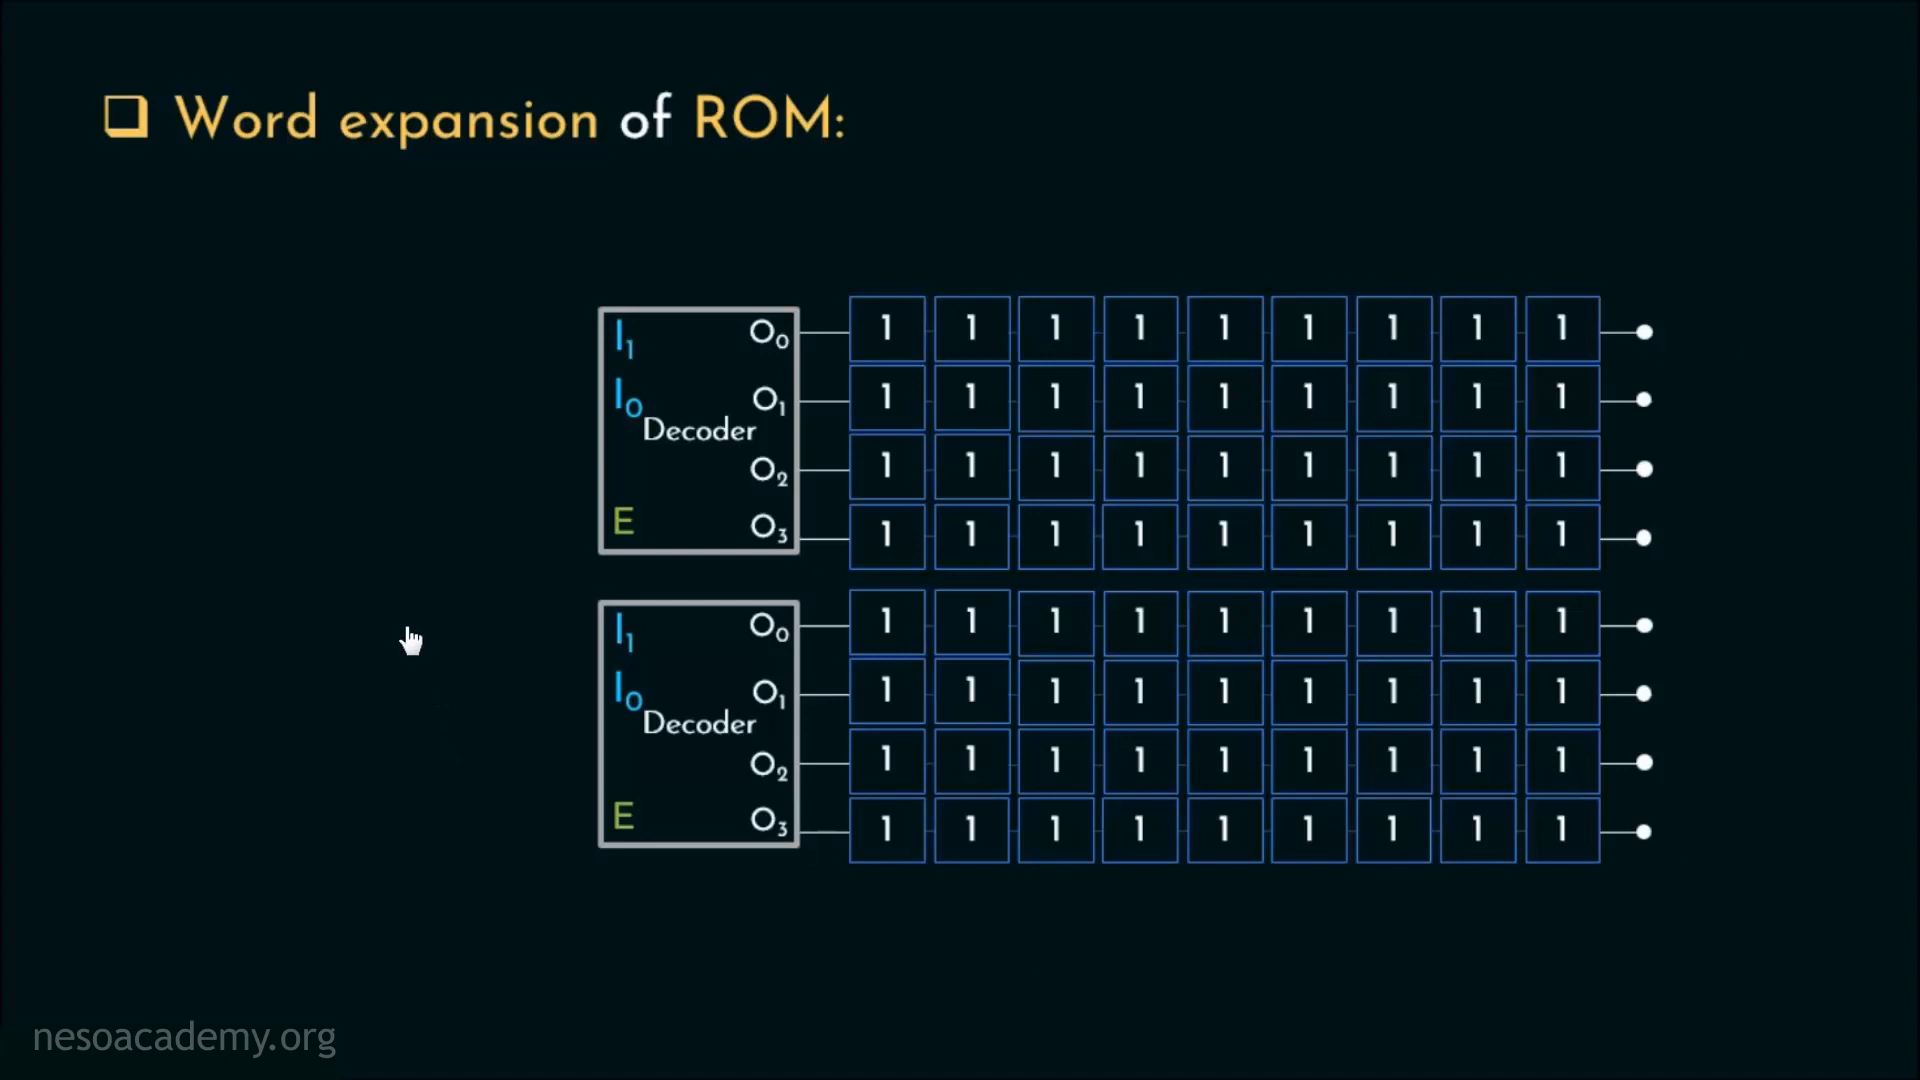 ❑ Word expansion of ROM:
I₁ O₀ 1 1 1 1 1 1 1 1 1
I₀ O₁ 1 1 1 1 1 1 1 1 1
Decoder
O₂ 1 1 1 1 1 1 1 1 1
E O₃ 1 1 1 1 1 1 1 1 1
I₁ O₀ 1 1 1 1 1 1 1 1 1
I₀ O₁ 1 1 1 1 1 1 1 1 1
Decoder
O₂ 1 1 1 1 1 1 1 1 1
E O₃ 1 1 1 1 1 1 1 1 1
nesoacademy.org